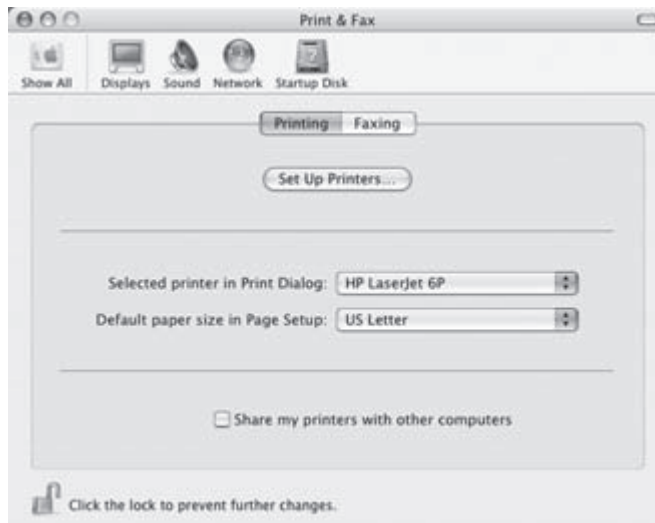 Print & Fax
Show All Displays Sound Network Startup Disk
Printing Faxing
Set Up Printers...
Selected printer in Print Dialog: HP LaserJet 6P
Default paper size in Page Setup: US Letter
Share my printers with other computers
Click the lock to prevent further changes.